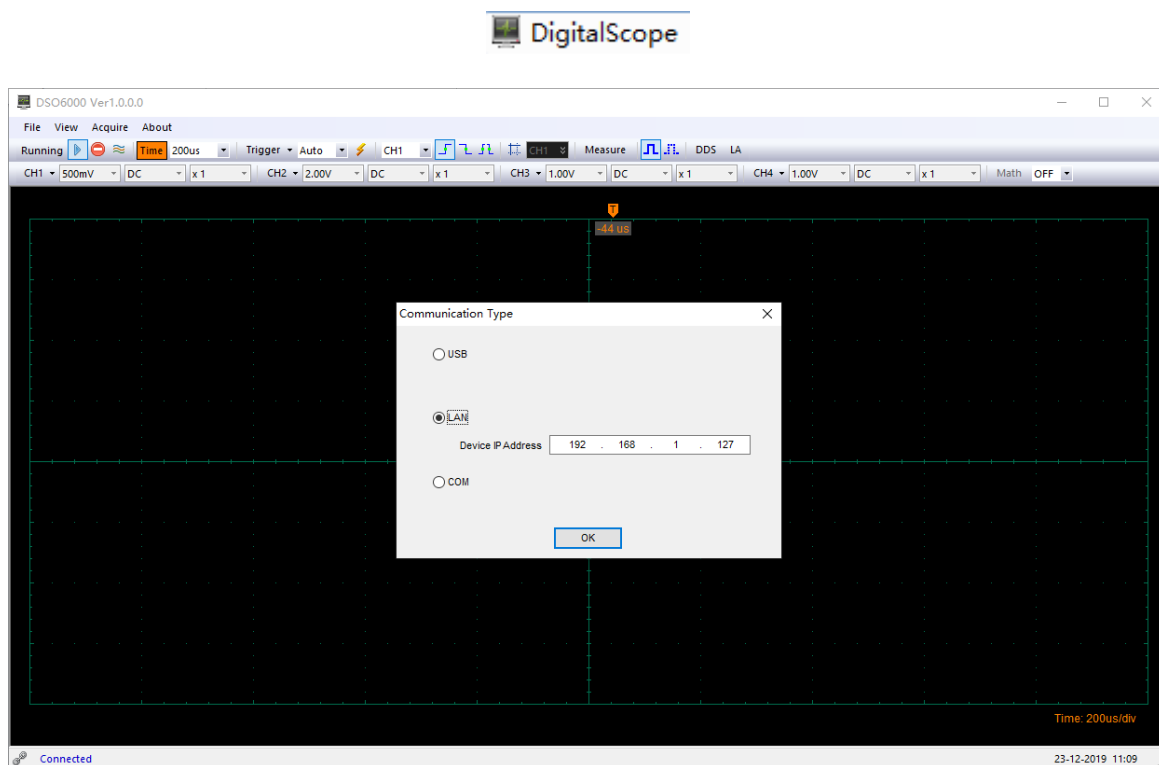 DigitalScope
DSO6000 Ver1.0.0.0
File View Acquire About
Running Time 200us Trigger Auto CH1 CH1 Measure DDS LA
CH1 500mV DC x 1 CH2 2.00V DC x 1 CH3 1.00V DC x 1 CH4 1.00V DC x 1 Math OFF
T
-44 us
Communication Type
USB
LAN
Device IP Address 192 . 168 . 1 . 127
COM
OK
Time: 200us/div
Connected 23-12-2019 11:09